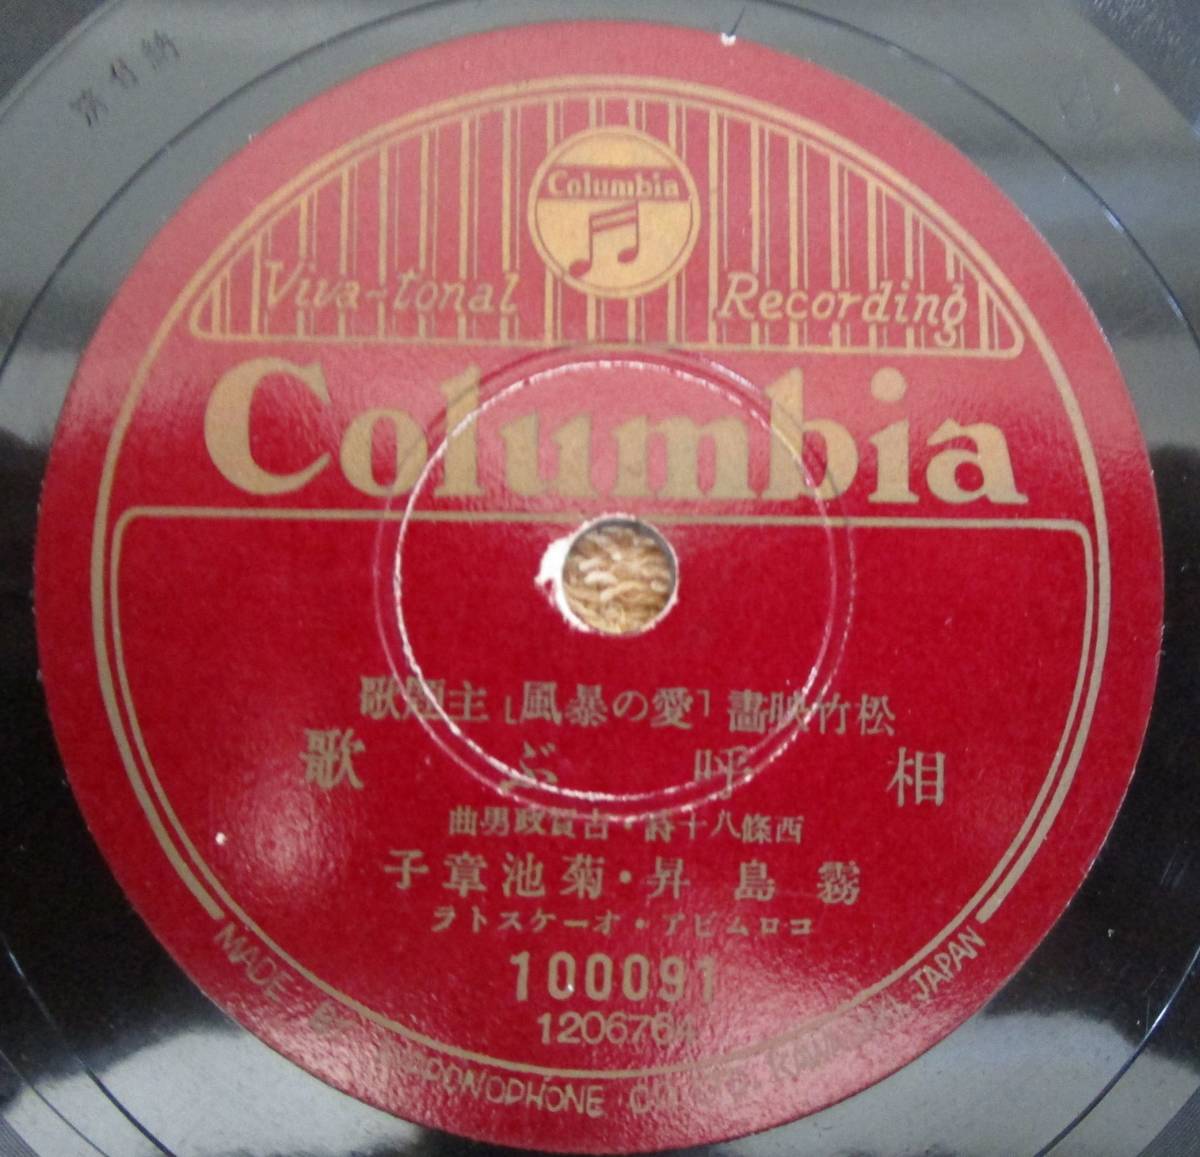 Columbia
Viva-tonal Recording
Columbia
松竹映畫「愛の暴風」主題歌
相呼ぶ歌
西條八十詩・古賀政男曲
霧島昇・菊池章子
コロムビア・オーケストラ
100091
1206764
MADE BY NIPPONOPHONE CO., LTD. KAWASAKI JAPAN